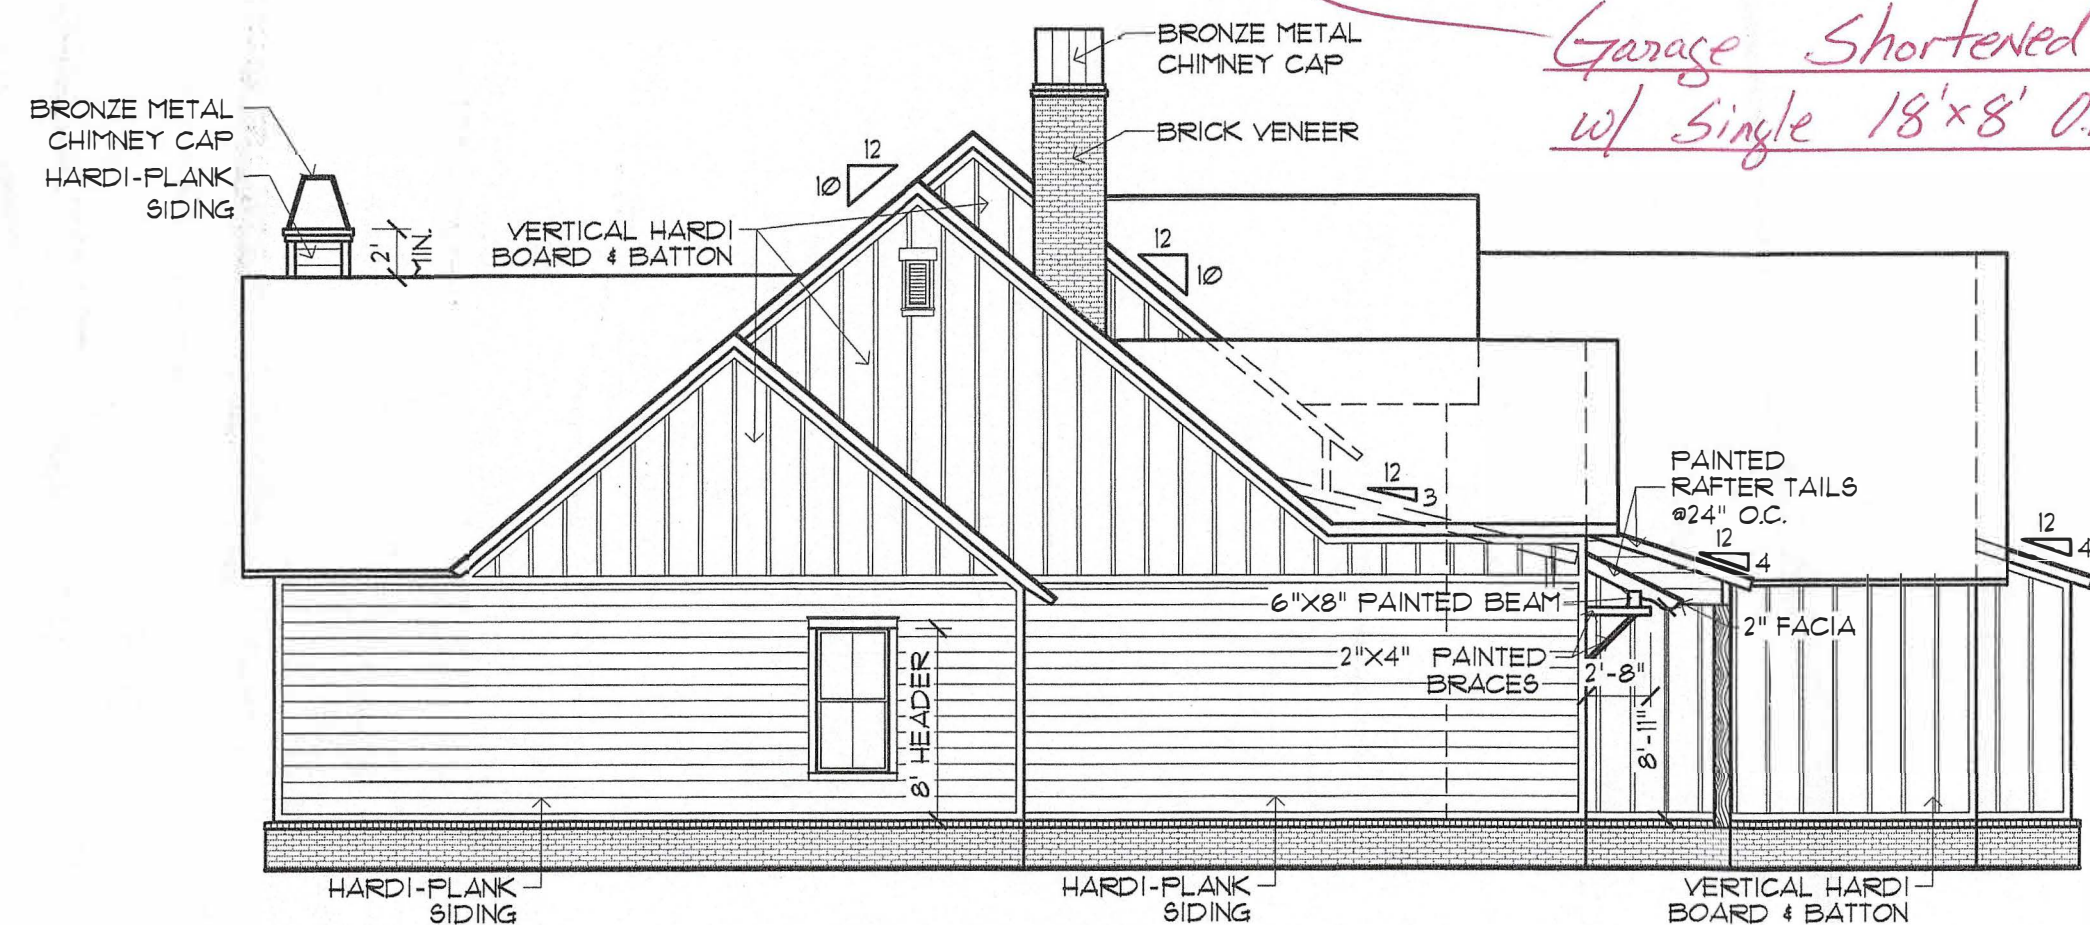 Garage Shortened
w/ Single 18'x8'
BRONZE METAL
CHIMNEY CAP
BRICK VENEER
BRONZE METAL
CHIMNEY CAP
HARDI-PLANK
SIDING
2'
MIN.
12
10
VERTICAL HARDI
BOARD & BATTON
12
10
12
3
PAINTED
RAFTER TAILS
@24" O.C.
12
4
12
4
6"X8" PAINTED BEAM
2" FACIA
2"X4" PAINTED
BRACES
2'-8"
8'-11"
8' HEADER
HARDI-PLANK
SIDING
HARDI-PLANK
SIDING
VERTICAL HARDI
BOARD & BATTON